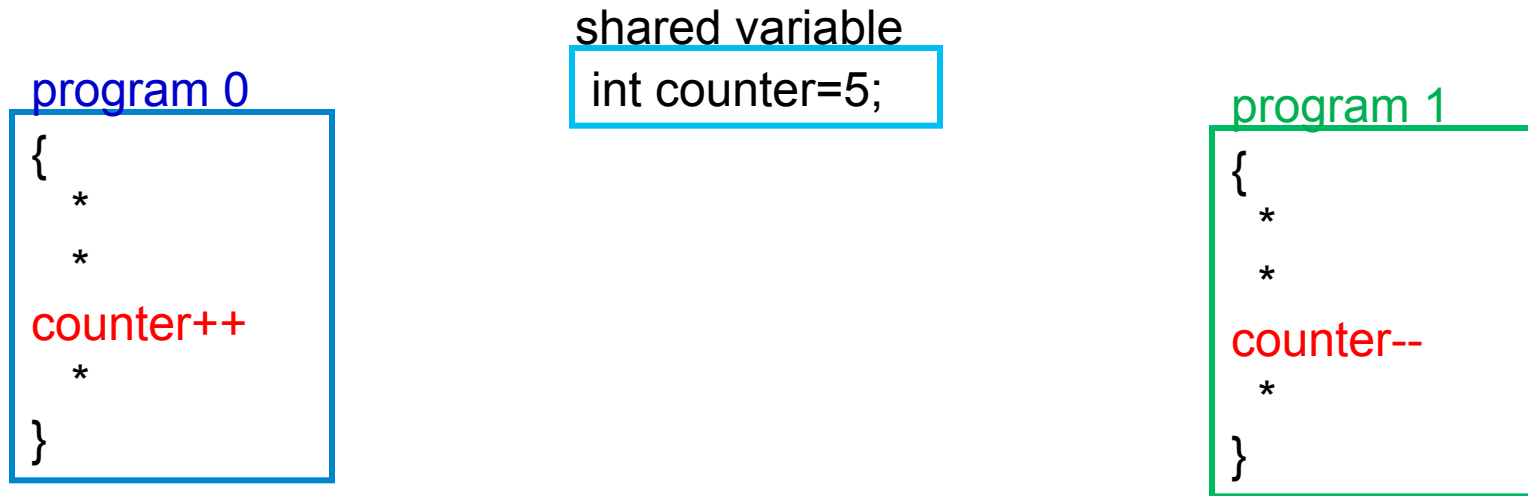 shared variable
int counter=5;
program 0
{
*
*
counter++
*
}
program 1
{
*
*
counter--
*
}